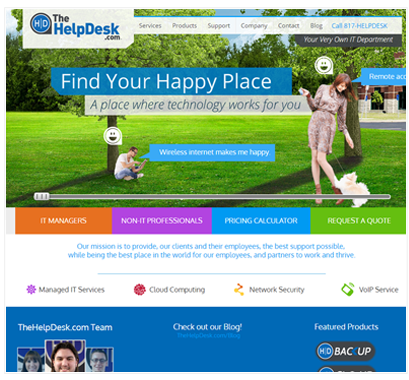 The
HelpDesk
.com
HD
Services Products Support Company Contact Blog Call 817-HELPDESK
Your Very Own IT Department
Find Your Happy Place
A place where technology works for you
Remote acc
Wireless internet makes me happy.
IT MANAGERS NON-IT PROFESSIONALS PRICING CALCULATOR REQUEST A QUOTE
Our mission is to provide, our clients and their employees, the best support possible,
while being the best place in the world for our employees, and partners to work and thrive.
Managed IT Services Cloud Computing Network Security VoIP Service
TheHelpDesk.com Team Check out our Blog! Featured Products
TheHelpDesk.com/Blog
HD BACUP